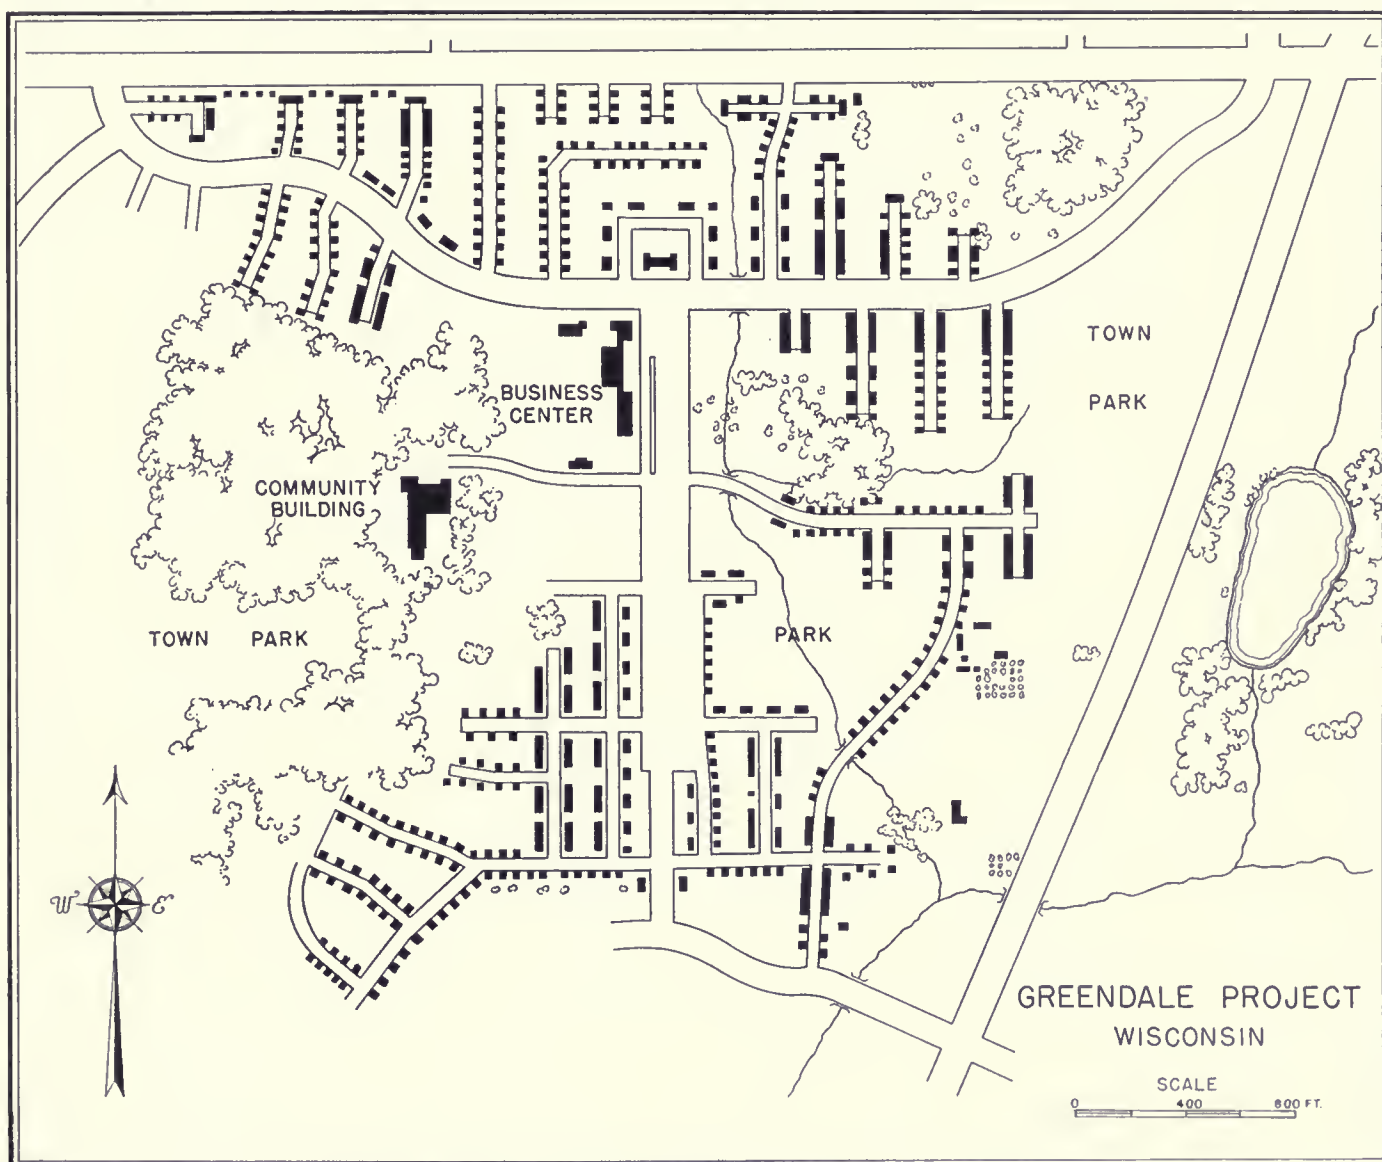 TOWN
PARK
BUSINESS
CENTER
COMMUNITY
BUILDING
TOWN PARK
PARK
W E
GREENDALE PROJECT
WISCONSIN
SCALE
0 400 800 FT.